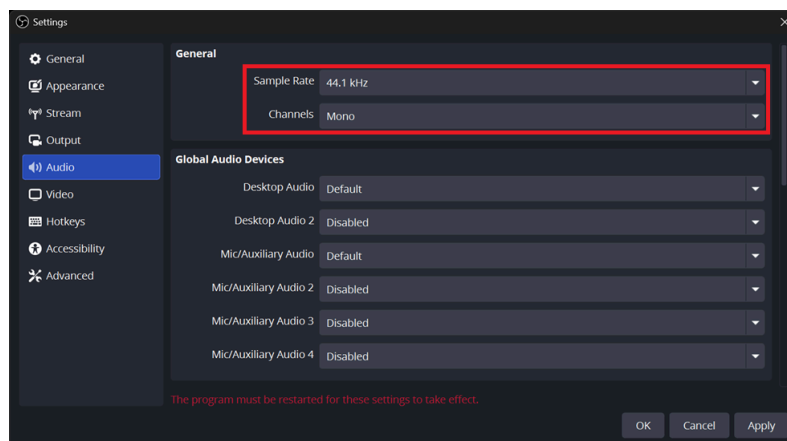 Settings
General
Appearance
Stream
Output
Audio
Video
Hotkeys
Accessibility
Advanced
General
Sample Rate 44.1 kHz
Channels Mono
Global Audio Devices
Desktop Audio Default
Desktop Audio 2 Disabled
Mic/Auxiliary Audio Default
Mic/Auxiliary Audio 2 Disabled
Mic/Auxiliary Audio 3 Disabled
Mic/Auxiliary Audio 4 Disabled
The program must be restarted for these settings to take effect.
OK Cancel Apply